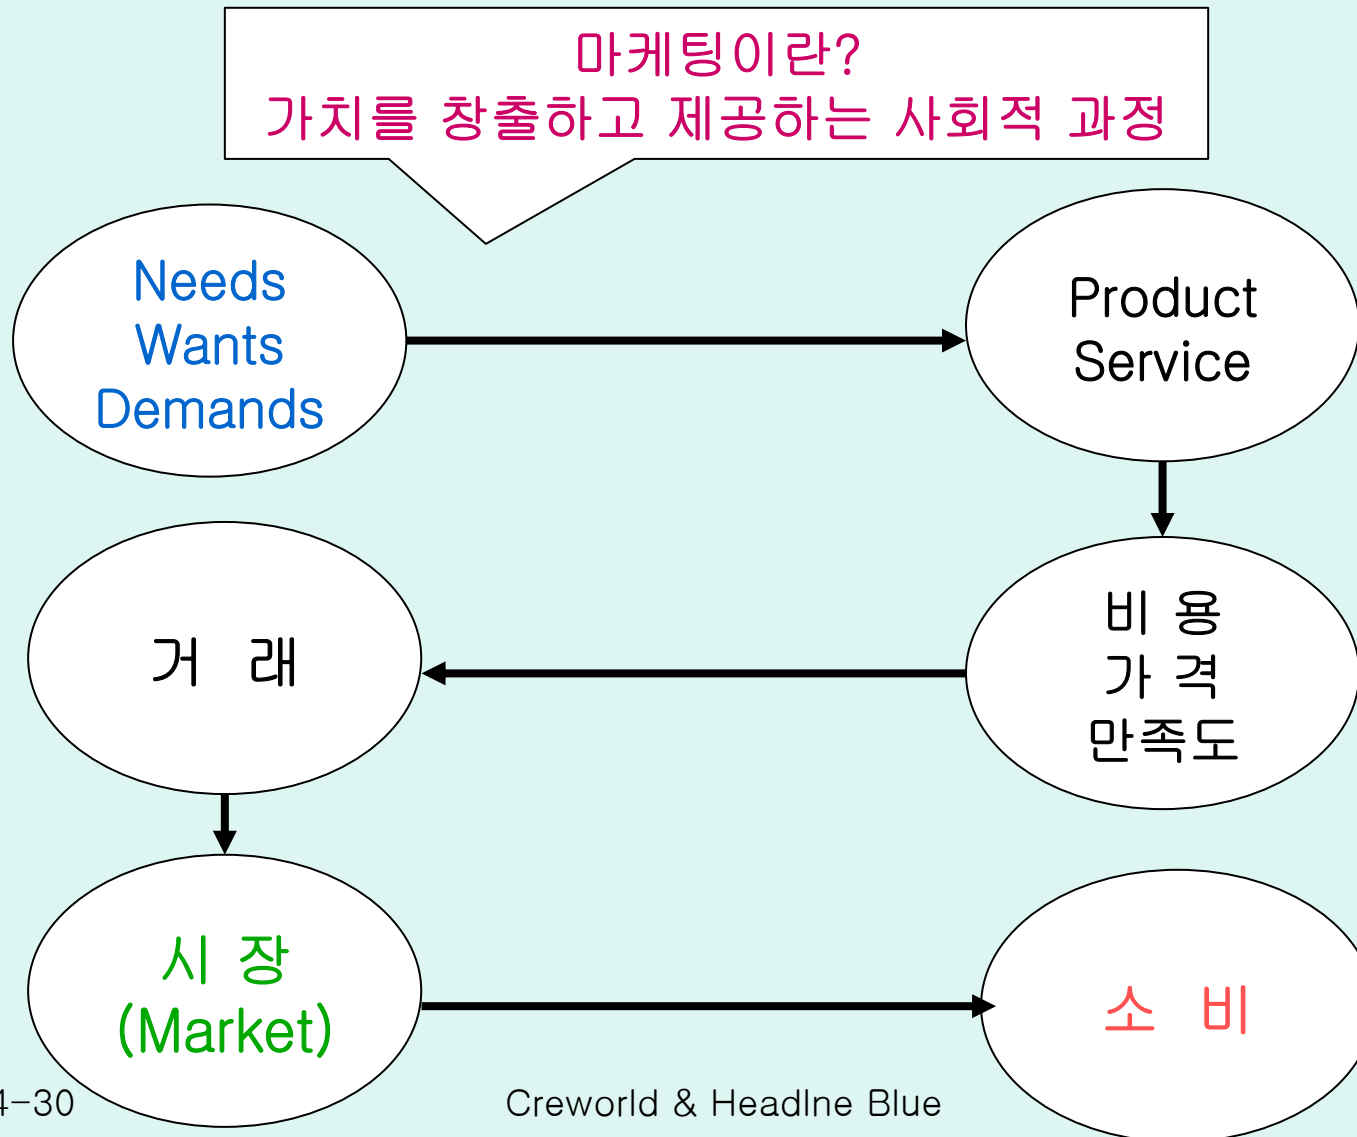 마케팅이란?
가치를 창출하고 제공하는 사회적 과정
Needs
Wants
Demands
Product
Service
비 용
가 격
만족도
거 래
시 장
(Market)
소 비
4-30
Creworld & Headlne Blue